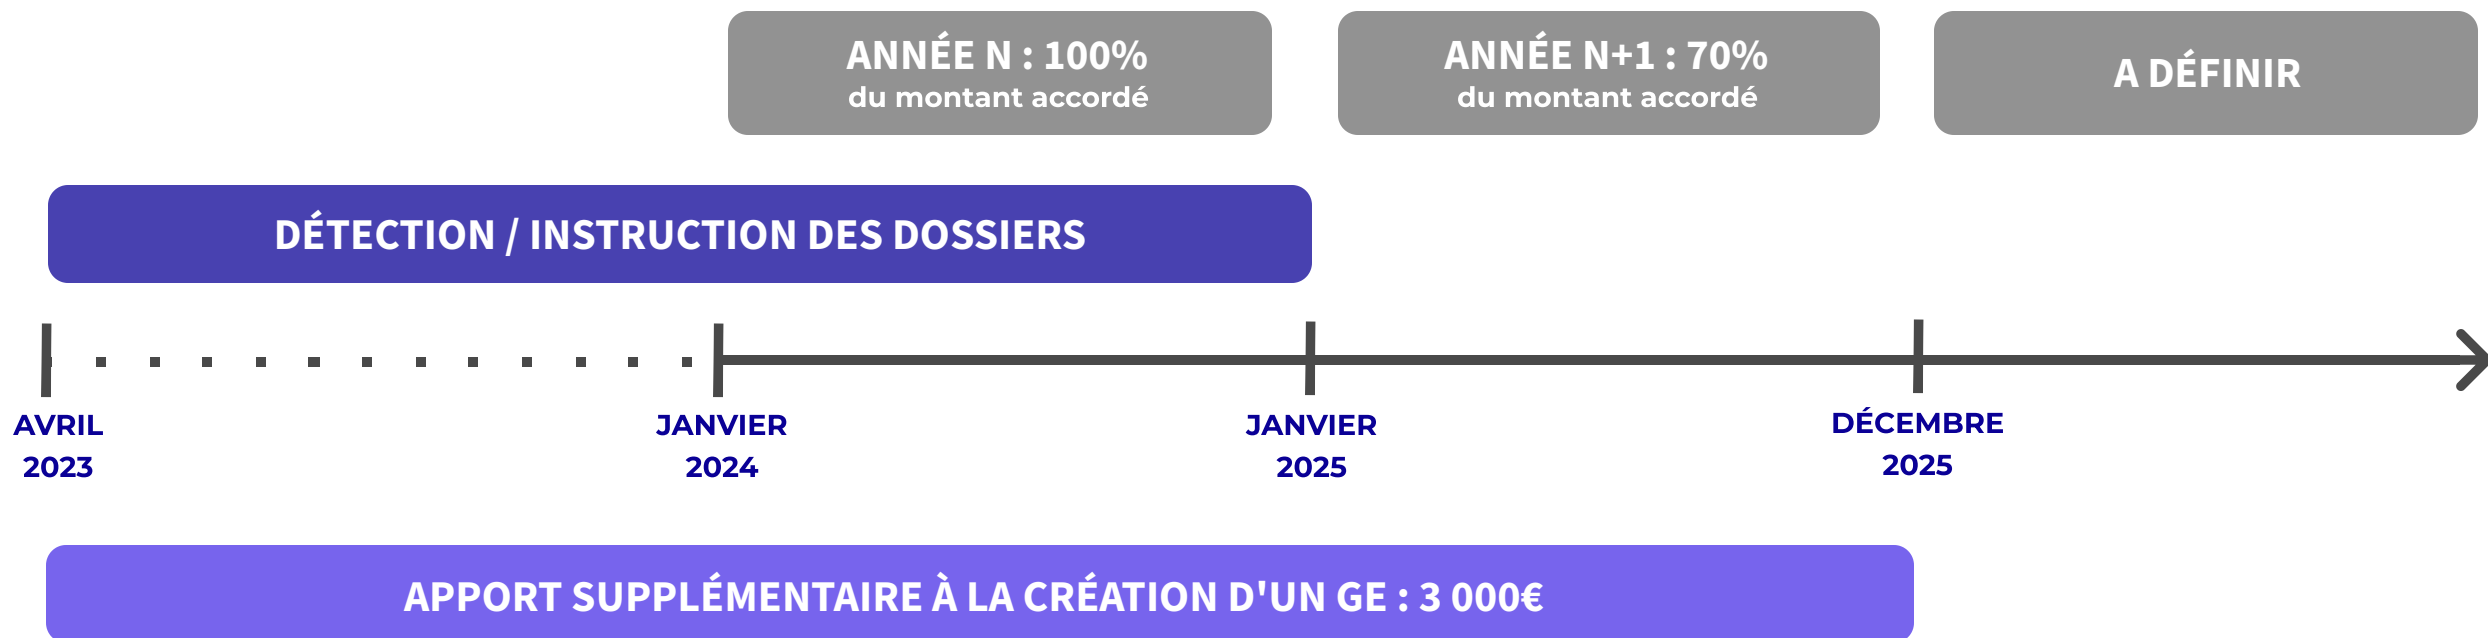 ANNÉE N : 100%
du montant accordé
ANNÉE N+1 : 70%
du montant accordé
A DÉFINIR
DÉTECTION / INSTRUCTION DES DOSSIERS
AVRIL
2023
JANVIER
2024
JANVIER
2025
DÉCEMBRE
2025
APPORT SUPPLÉMENTAIRE À LA CRÉATION D'UN GE : 3 000€